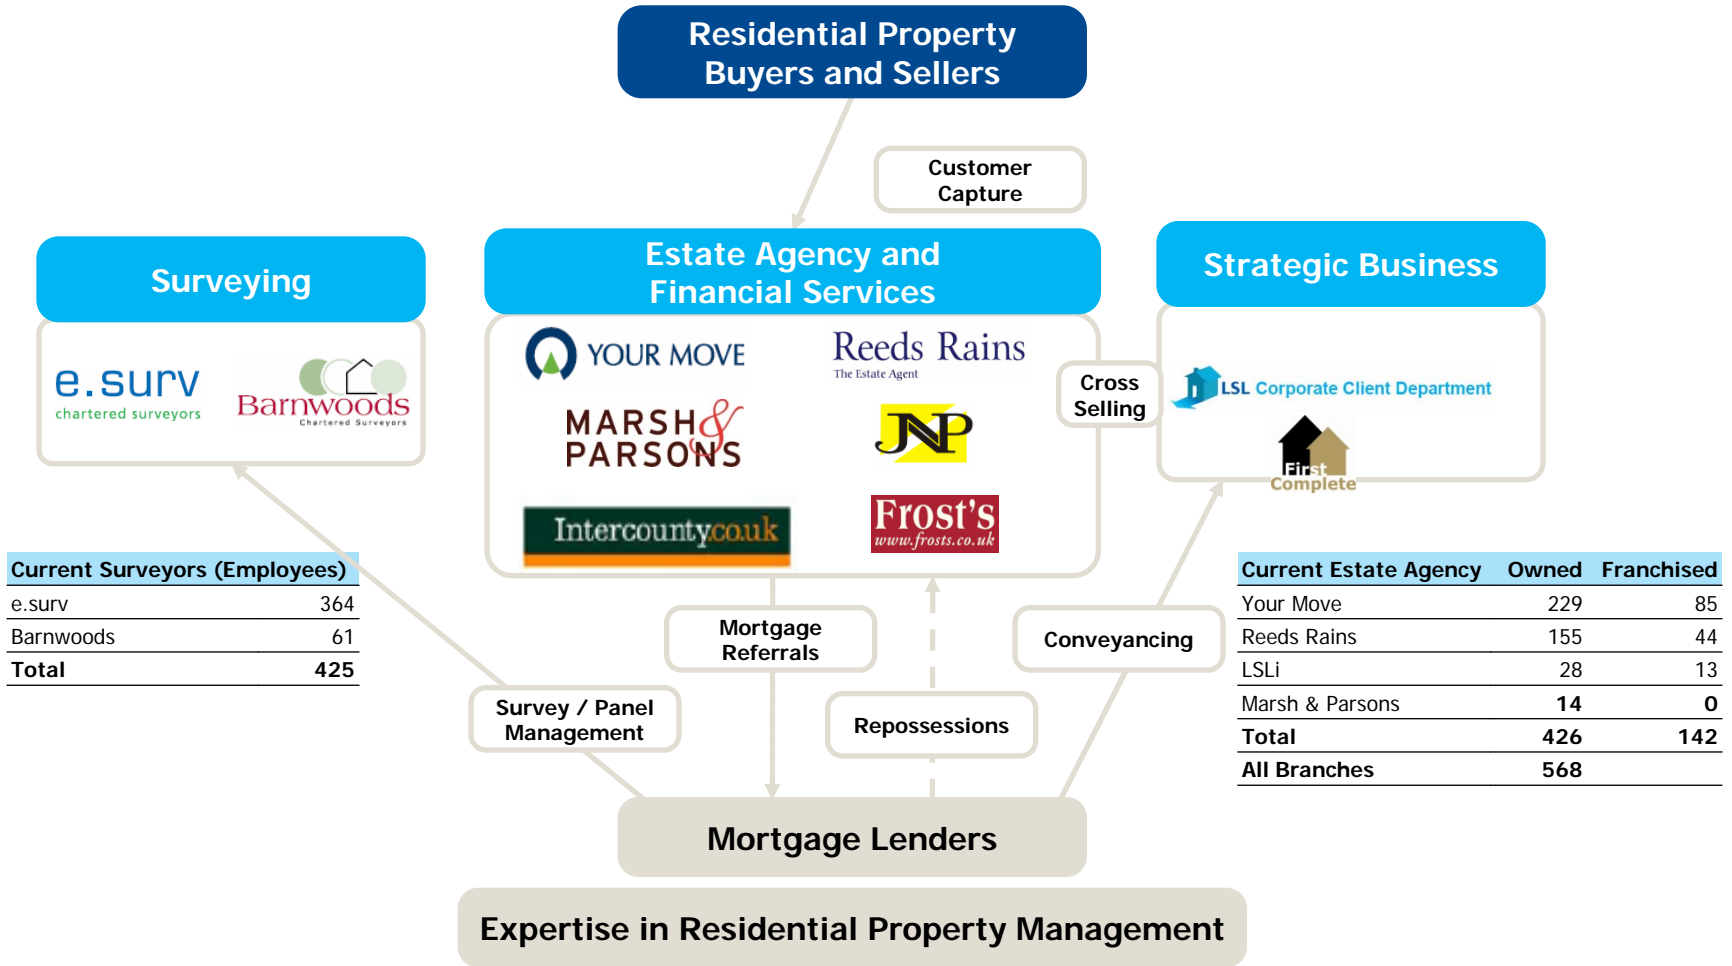 Residential Property
Buyers and Sellers
Customer
Capture
Surveying
Estate Agency and
Financial Services
Strategic Business
e.surv
chartered surveyors
Barnwoods
Chartered Surveyors
YOUR MOVE
Reeds Rains
The Estate Agent
MARSH &
PARSONS
JNP
Intercounty.co.uk
Frost's
www.frosts.co.uk
Cross
Selling
LSL Corporate Client Department
First
Complete
Current Surveyors (Employees)
e.surv 364
Barnwoods 61
Total 425
Mortgage
Referrals
Survey / Panel
Management
Repossessions
Conveyancing
Current Estate Agency Owned Franchised
Your Move 229 85
Reeds Rains 155 44
LSLi 28 13
Marsh & Parsons 14 0
Total 426 142
All Branches 568
Mortgage Lenders
Expertise in Residential Property Management